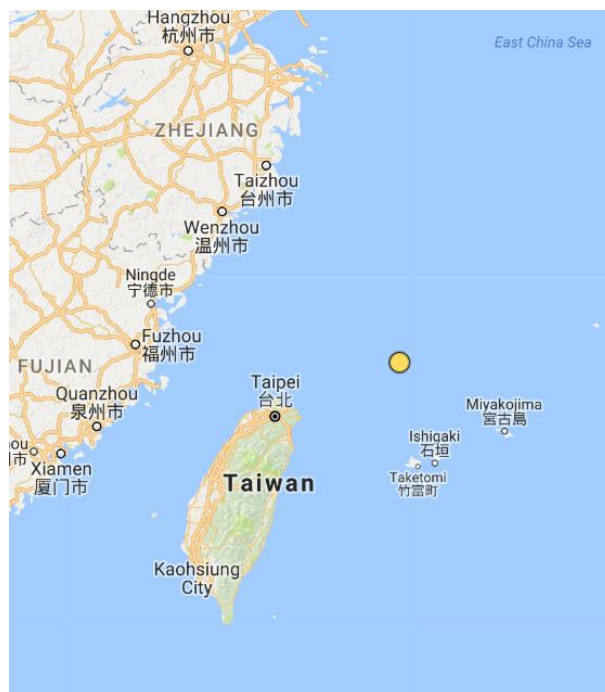 Hangzhou
杭州市
East China Sea
ZHEJIANG
Taizhou
台州市
Wenzhou
温州市
Ningde
宁德市
Fuzhou
福州市
FUJIAN
Quanzhou
泉州市
Taipei
台北
Miyakojima
宮古島
Ishigaki
石垣
Taketomi
竹富町
ou
市
Xiamen
厦门市
Taiwan
Kaohsiung
City